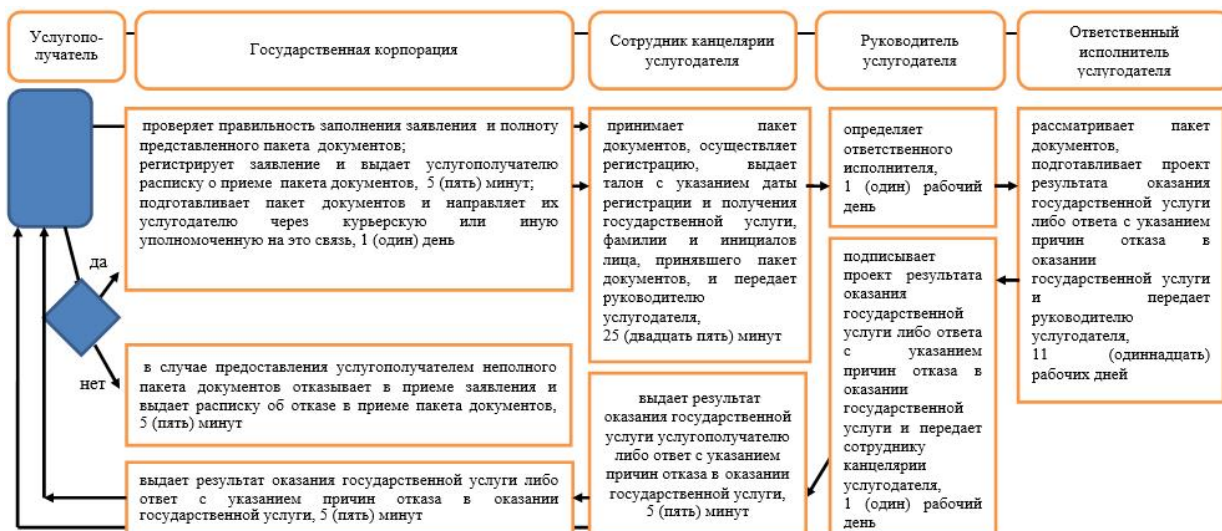 Услугопо-
лучатель
Государственная корпорация
Сотрудник канцелярии
услугодателя
Руководитель
услугодателя
Ответственный
исполнитель
услугодателя
проверяет правильность заполнения заявления и полноту
представленного пакета документов;
регистрирует заявление и выдает услугополучателю
расписку о приеме пакета документов, 5 (пять) минут;
подготавливает пакет документов и направляет их
услугодателю через курьерскую или иную
уполномоченную на это связь, 1 (один) день
принимает пакет
документов, осуществляет
регистрацию, выдает
талон с указанием даты
регистрации и получения
государственной услуги,
фамилии и инициалов
лица, принявшего пакет
документов, и передает
руководителю
услугодателя,
25 (двадцать пять) минут
определяет
ответственного
исполнителя,
1 (один) рабочий
день
рассматривает пакет
документов,
подготавливает проект
результата оказания
государственной услуги
либо ответа с указанием
причин отказа в
оказании
государственной услуги
и передает
руководителю
услугодателя,
11 (одиннадцать)
рабочих дней
да
нет
подписывает
проект результата
оказания
государственной
услуги либо ответа
с указанием
причин отказа в
оказании
государственной
услуги и передает
сотруднику
канцелярии
услугодателя,
1 (один) рабочий
день
в случае предоставления услугополучателем неполного
пакета документов отказывает в приеме заявления и
выдает расписку об отказе в приеме пакета документов,
5 (пять) минут
выдает результат
оказания государственной
услуги услугополучателю
либо ответ с указанием
причин отказа в оказании
государственной услуги,
5 (пять) минут
выдает результат оказания государственной услуги либо
ответ с указанием причин отказа в оказании
государственной услуги, 5 (пять) минут